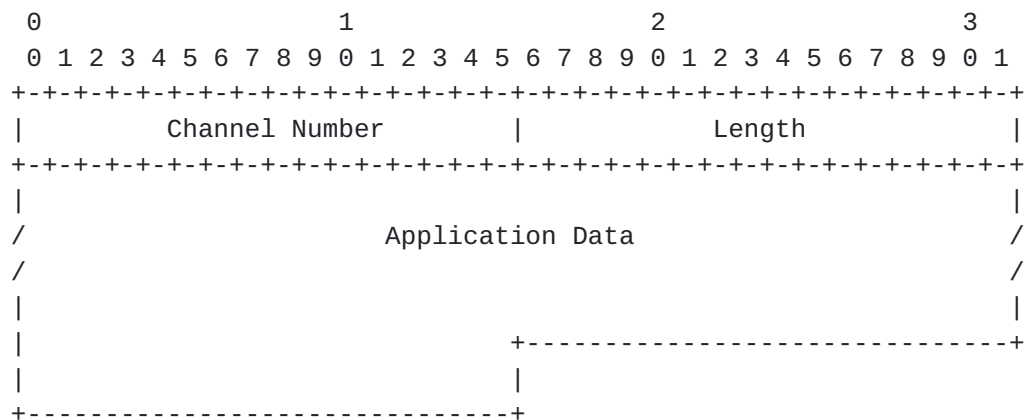 0                   1                   2                   3
 0 1 2 3 4 5 6 7 8 9 0 1 2 3 4 5 6 7 8 9 0 1 2 3 4 5 6 7 8 9 0 1
+-+-+-+-+-+-+-+-+-+-+-+-+-+-+-+-+-+-+-+-+-+-+-+-+-+-+-+-+-+-+-+-+
|         Channel Number        |            Length             |
+-+-+-+-+-+-+-+-+-+-+-+-+-+-+-+-+-+-+-+-+-+-+-+-+-+-+-+-+-+-+-+-+
|                                                               |
/                       Application Data                        /
/                                                               /
|                                                               |
|                               +-------------------------------+
|                               |
+-------------------------------+